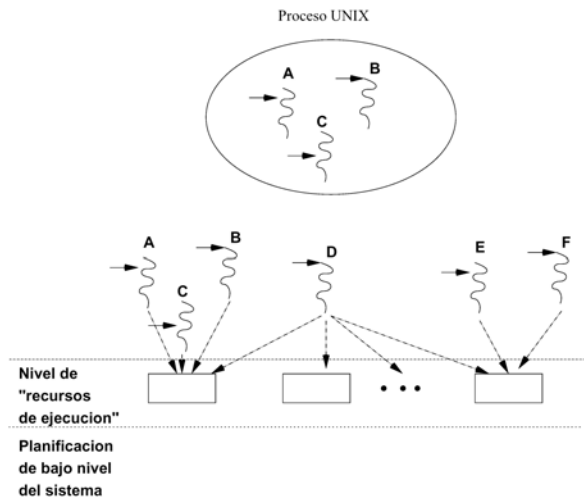 Proceso UNIX
A
B
C
A
B
C
D
E
F
Nivel de
"recursos
de ejecucion"
Planificacion
de bajo nivel
del sistema